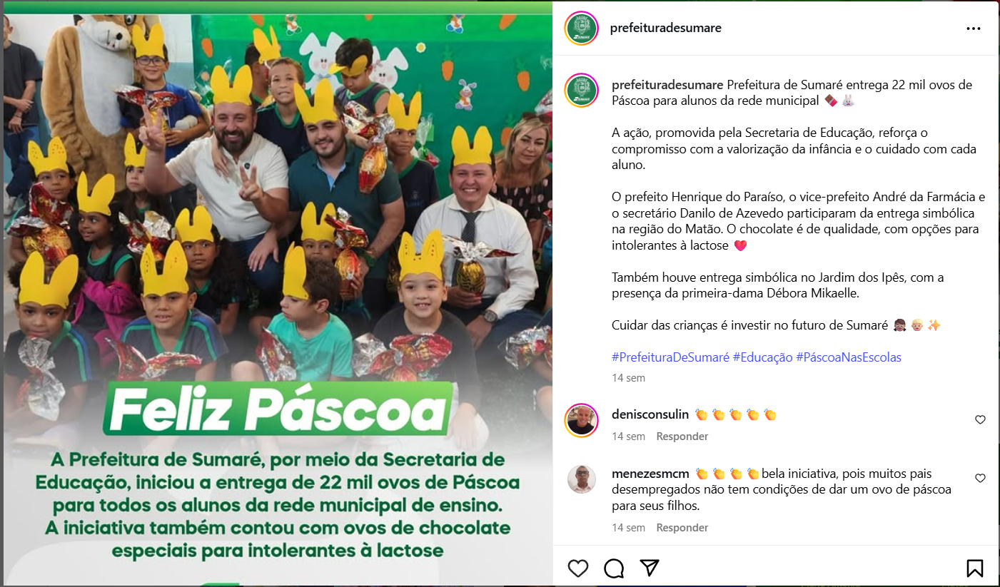 Feliz Páscoa
A Prefeitura de Sumaré, por meio da Secretaria de
Educação, iniciou a entrega de 22 mil ovos de Páscoa
para todos os alunos da rede municipal de ensino.
A iniciativa também contou com ovos de chocolate
especiais para intolerantes à lactose
prefeituradesumare
prefeituradesumare Prefeitura de Sumaré entrega 22 mil ovos de
Páscoa para alunos da rede municipal 🍫 🐰
A ação, promovida pela Secretaria de Educação, reforça o
compromisso com a valorização da infância e o cuidado com cada
aluno.
O prefeito Henrique do Paraíso, o vice-prefeito André da Farmácia e
o secretário Danilo de Azevedo participaram da entrega simbólica
na região do Matão. O chocolate é de qualidade, com opções para
intolerantes à lactose ❤️
Também houve entrega simbólica no Jardim dos Ipês, com a
presença da primeira-dama Débora Mikaelle.
Cuidar das crianças é investir no futuro de Sumaré 👧🏾 👦🏼 ✨
#PrefeituraDeSumaré #Educação #PáscoaNasEscolas
14 sem
denisconsulin 👏 👏 👏 👏 👏
14 sem Responder
menezesmcm 👏 👏 👏 👏bela iniciativa, pois muitos pais
desempregados não tem condições de dar um ovo de páscoa
para seus filhos.
14 sem Responder